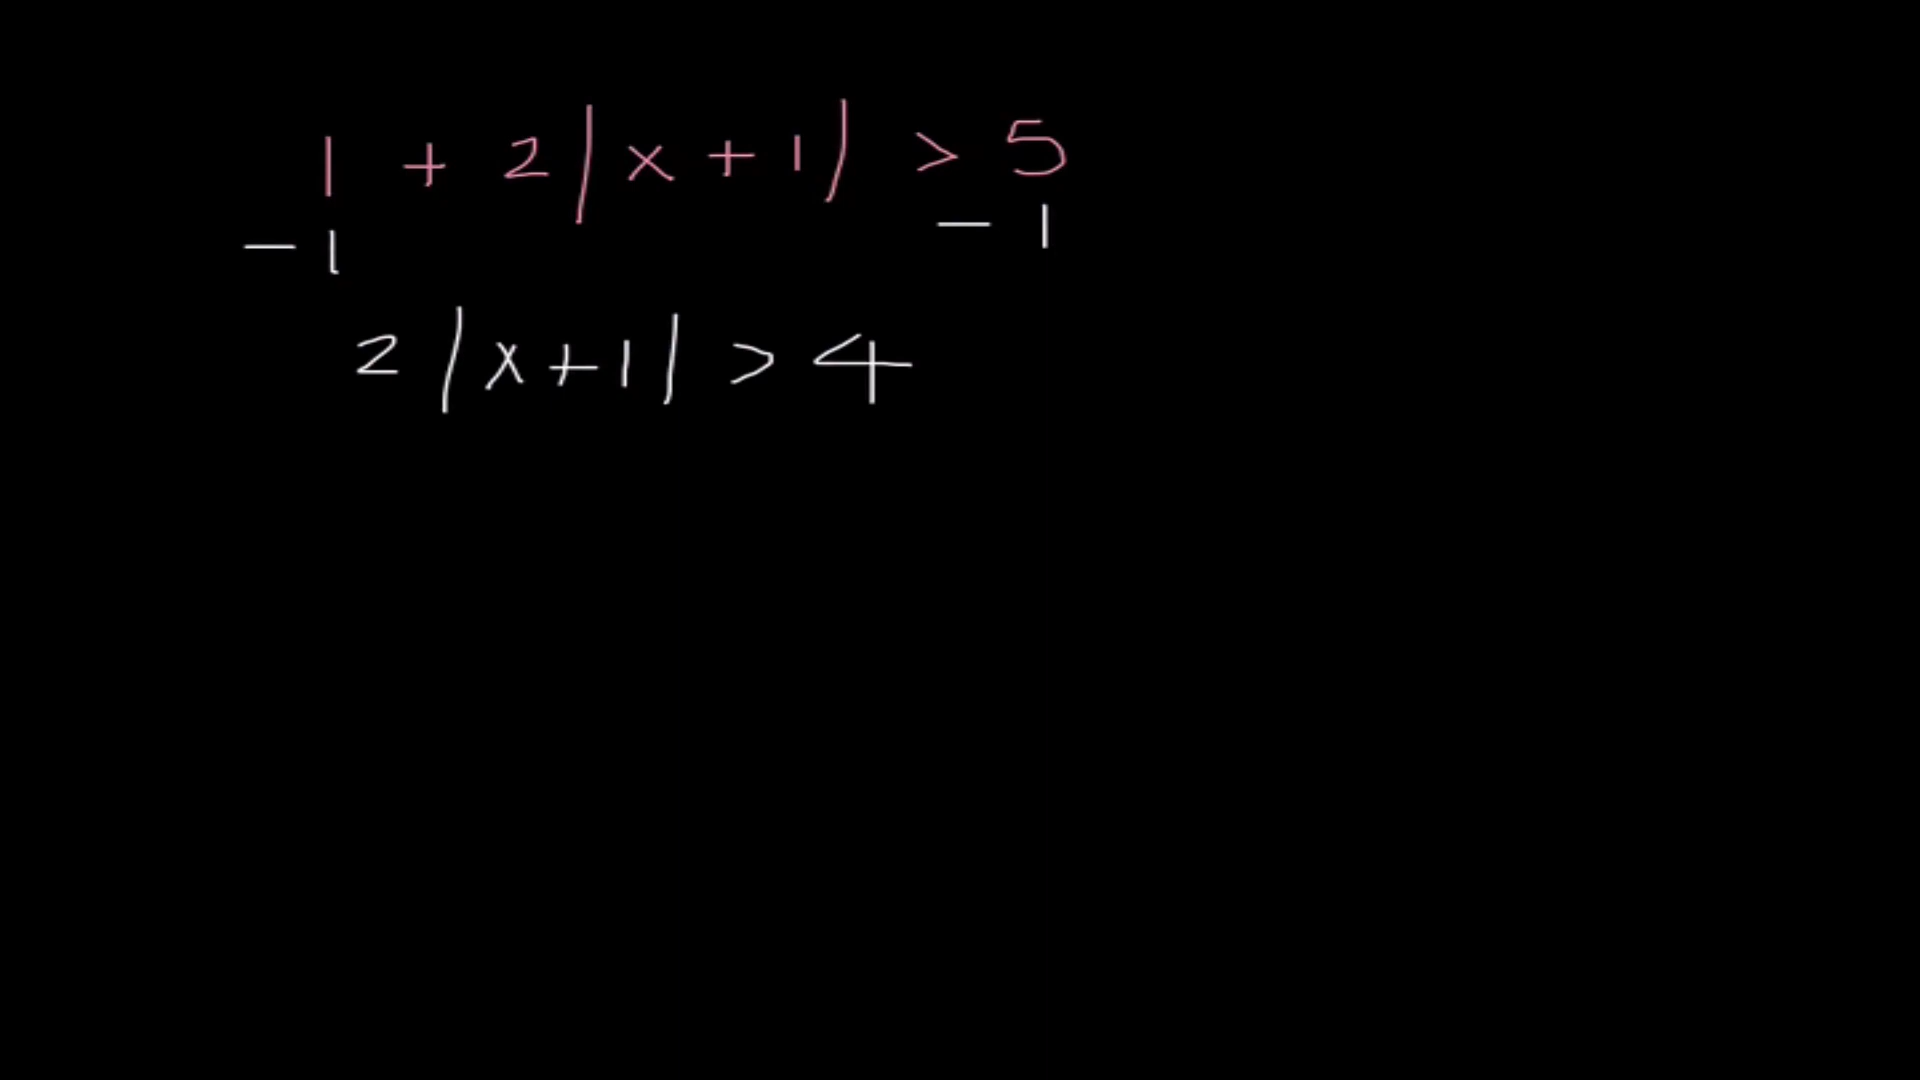 1 + 2|x + 1| > 5
- 1 - 1
2|x+1| > 4